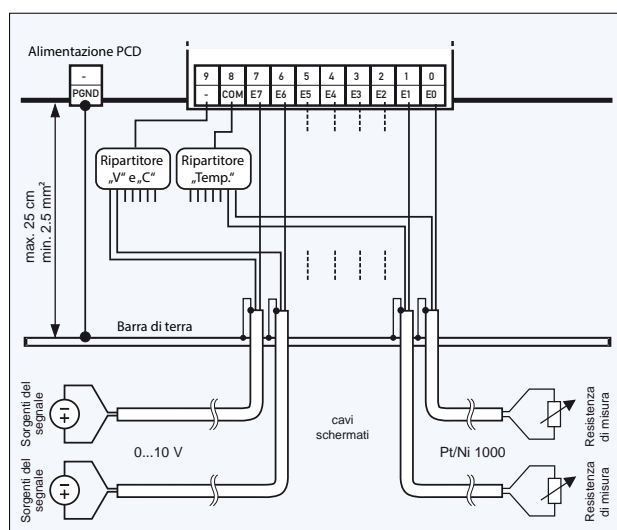 Alimentazione PCD
-
PGND
9 8 7 6 5 4 3 2 1 0
- COM E7 E6 E5 E4 E3 E2 E1 E0
Ripartitore
„V“ e „C“
Ripartitore
„Temp.“
max. 25 cm
min. 2.5 mm²
Barra di terra
Sorgenti del
segnale
0...10 V
cavi
schermati
Pt/Ni 1000
Resistenza
di misura
Sorgenti del
segnale
Resistenza
di misura